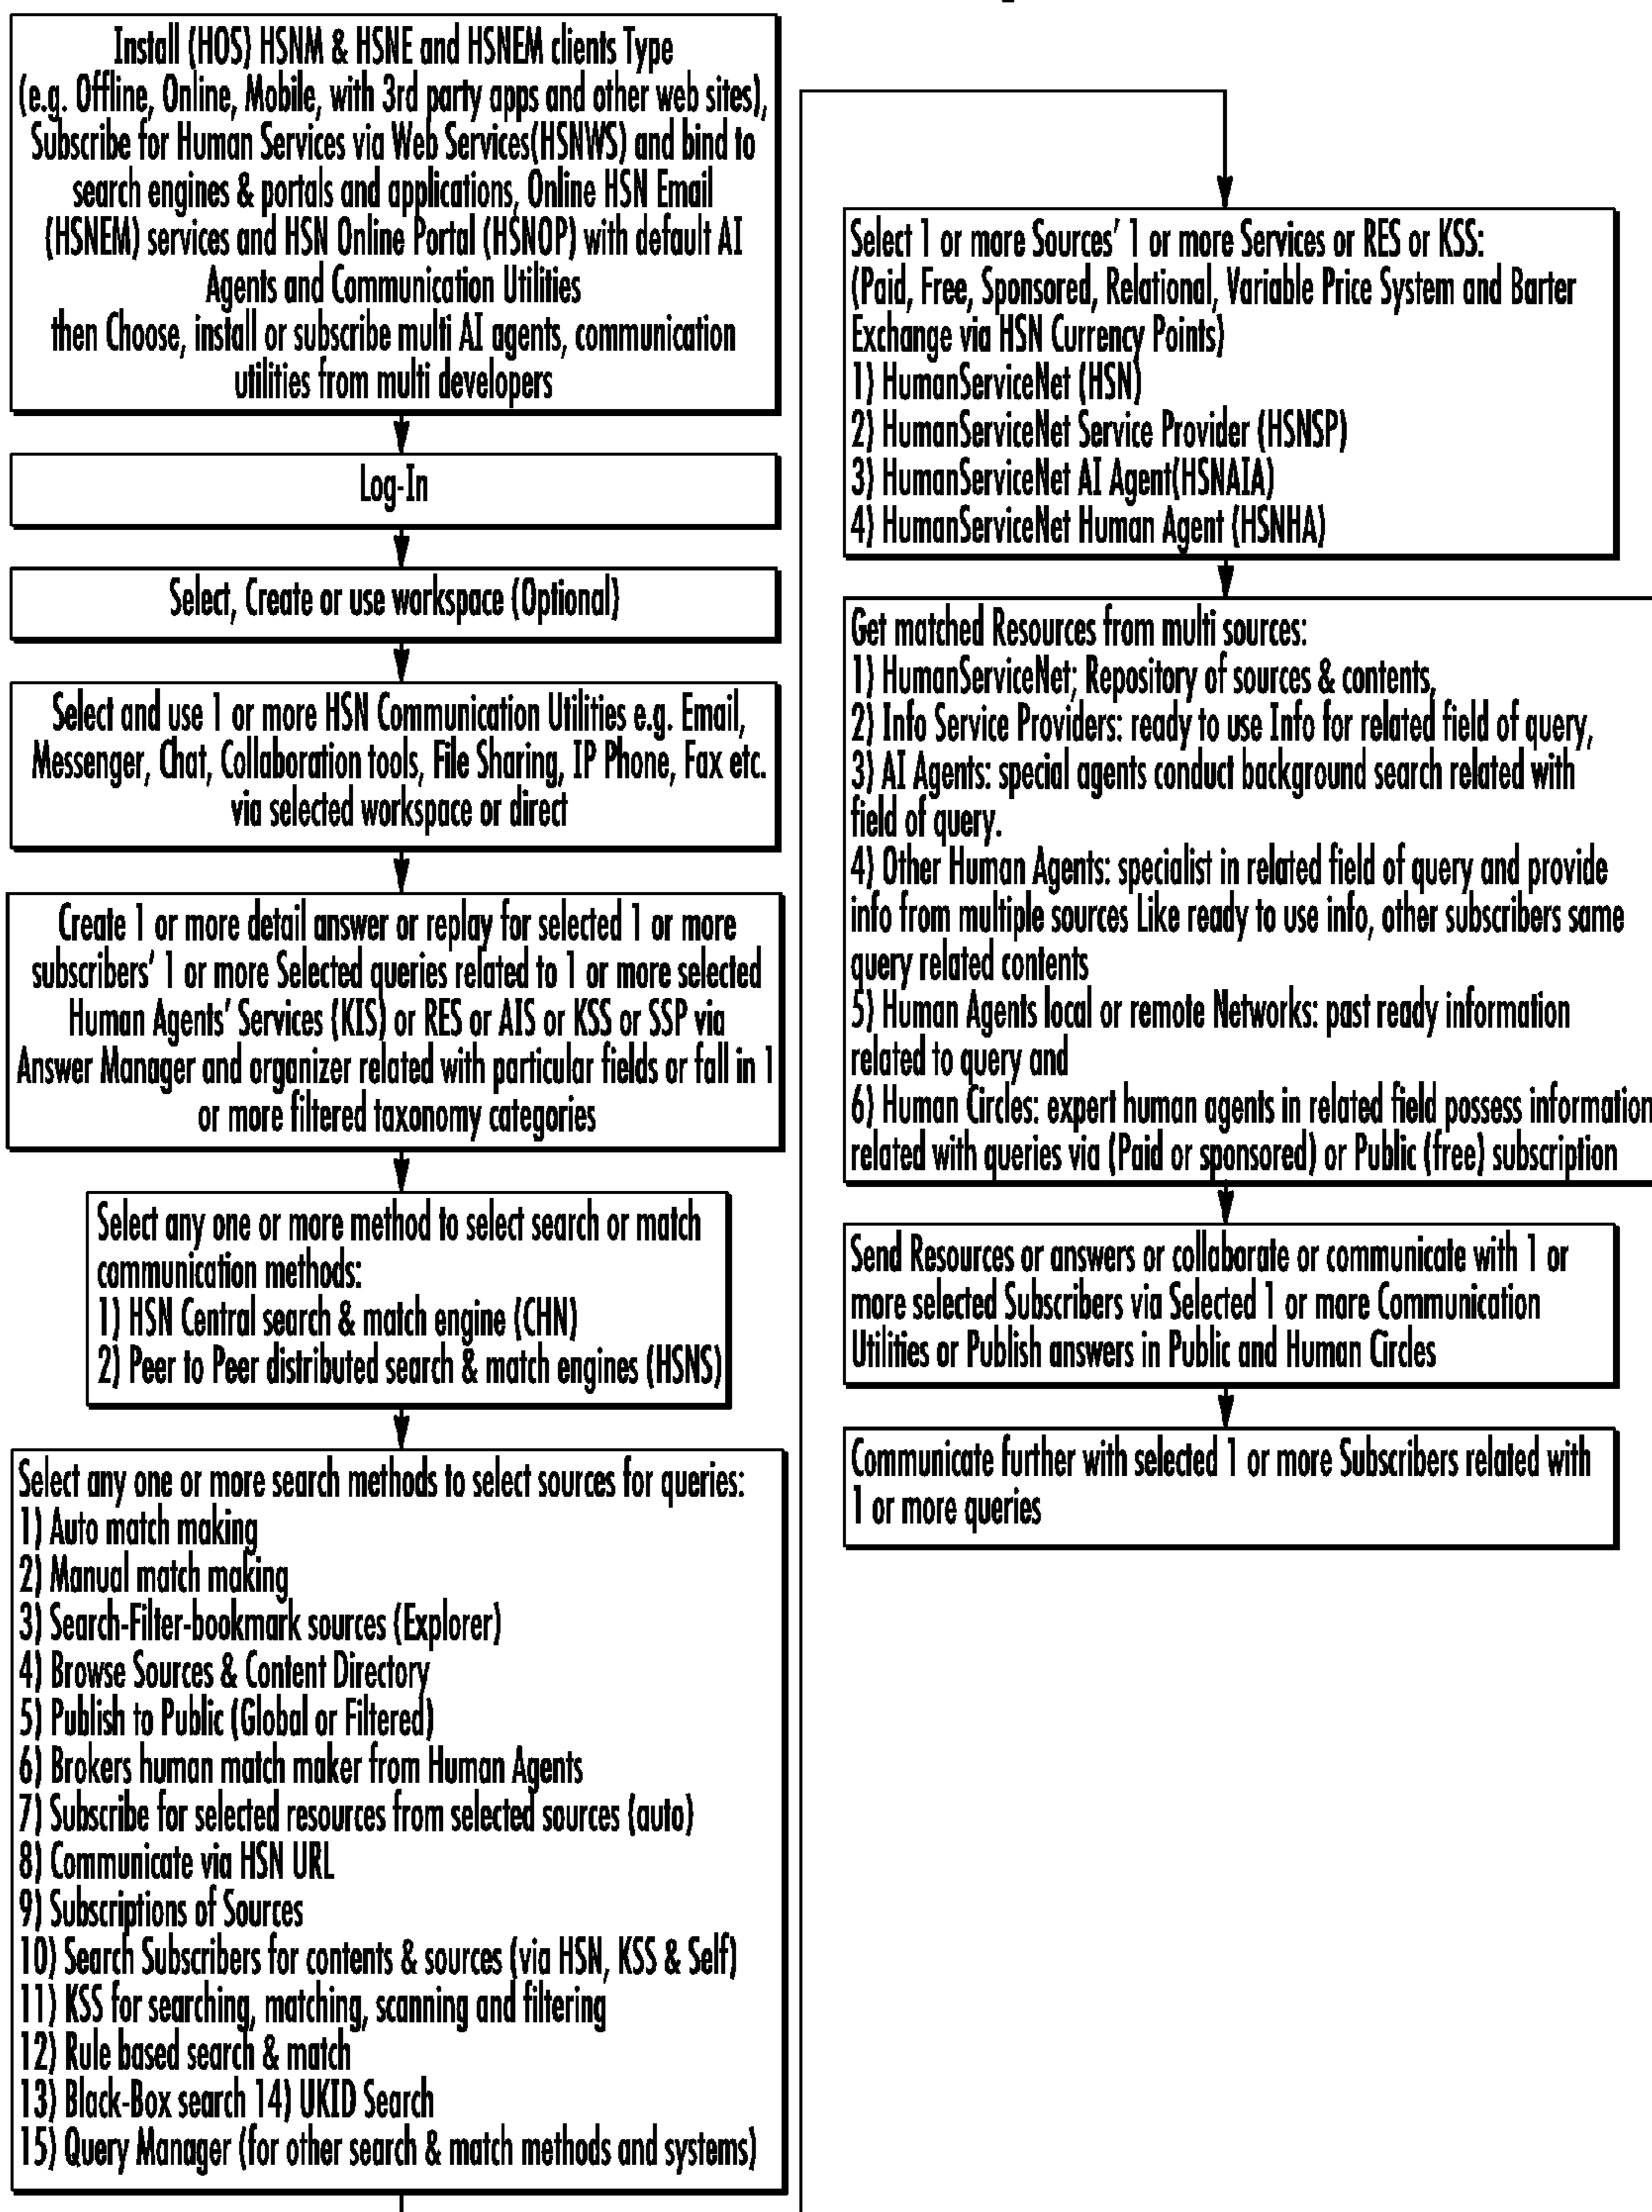 Install (HOS) HSNM & HSNE and HSNEM clients Type
(e.g. Offline, Online, Mobile, with 3rd party apps and other web sites),
Subscribe for Human Services via Web Services(HSNWS) and bind to
search engines & portals and applications, Online HSN Email
(HSNEM) services and HSN Online Portal (HSNOP) with default AI
Agents and Communication Utilities
then Choose, install or subscribe multi AI agents, communication
utilities from multi developers
Log-In
Select, Create or use workspace (Optional)
Select and use 1 or more HSN Communication Utilities e.g. Email,
Messenger, Chat, Collaboration tools, File Sharing, IP Phone, Fax etc.
via selected workspace or direct
Create 1 or more detail answer or replay for selected 1 or more
subscribers' 1 or more Selected queries related to 1 or more selected
Human Agents' Services (KIS) or RES or AIS or KSS or SSP via
Answer Manager and organizer related with particular fields or fall in 1
or more filtered taxonomy categories
Select any one or more method to select search or match
communication methods:
1) HSN Central search & match engine (CHN)
2) Peer to Peer distributed search & match engines (HSNS)
Select any one or more search methods to select sources for queries:
1) Auto match making
2) Manual match making
3) Search-Filter-bookmark sources (Explorer)
4) Browse Sources & Content Directory
5) Publish to Public (Global or Filtered)
6) Brokers human match maker from Human Agents
7) Subscribe for selected resources from selected sources (auto)
8) Communicate via HSN URL
9) Subscriptions of Sources
10) Search Subscribers for contents & sources (via HSN, KSS & Self)
11) KSS for searching, matching, scanning and filtering
12) Rule based search & match
13) Black-Box search 14) UKID Search
15) Query Manager (for other search & match methods and systems)
Select 1 or more Sources' 1 or more Services or RES or KSS:
(Paid, Free, Sponsored, Relational, Variable Price System and Barter
Exchange via HSN Currency Points)
1) HumanServiceNet (HSN)
2) HumanServiceNet Service Provider (HSNSP)
3) HumanServiceNet AI Agent(HSNAIA)
4) HumanServiceNet Human Agent (HSNHA)
Get matched Resources from multi sources:
1) HumanServiceNet; Repository of sources & contents,
2) Info Service Providers: ready to use Info for related field of query,
3) AI Agents: special agents conduct background search related with
field of query.
4) Other Human Agents: specialist in related field of query and provide
info from multiple sources Like ready to use info, other subscribers same
query related contents
5) Human Agents local or remote Networks: past ready information
related to query and
6) Human Circles: expert human agents in related field possess information
related with queries via (Paid or sponsored) or Public (free) subscription
Send Resources or answers or collaborate or communicate with 1 or
more selected Subscribers via Selected 1 or more Communication
Utilities or Publish answers in Public and Human Circles
Communicate further with selected 1 or more Subscribers related with
1 or more queries